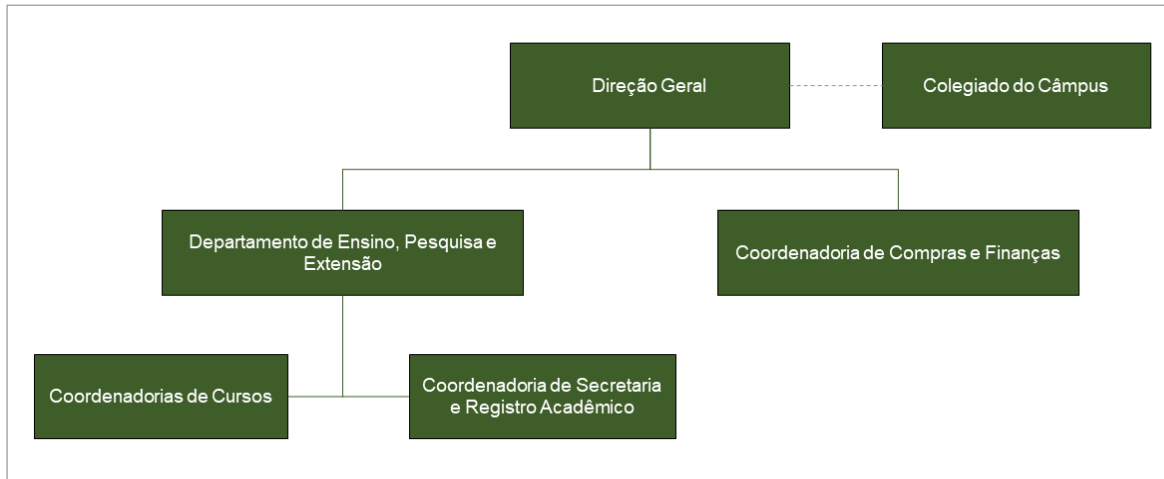 Direção Geral
Colegiado do Câmpus
Departamento de Ensino, Pesquisa e
Extensão
Coordenadoria de Compras e Finanças
Coordenadorias de Cursos
Coordenadoria de Secretaria
e Registro Acadêmico